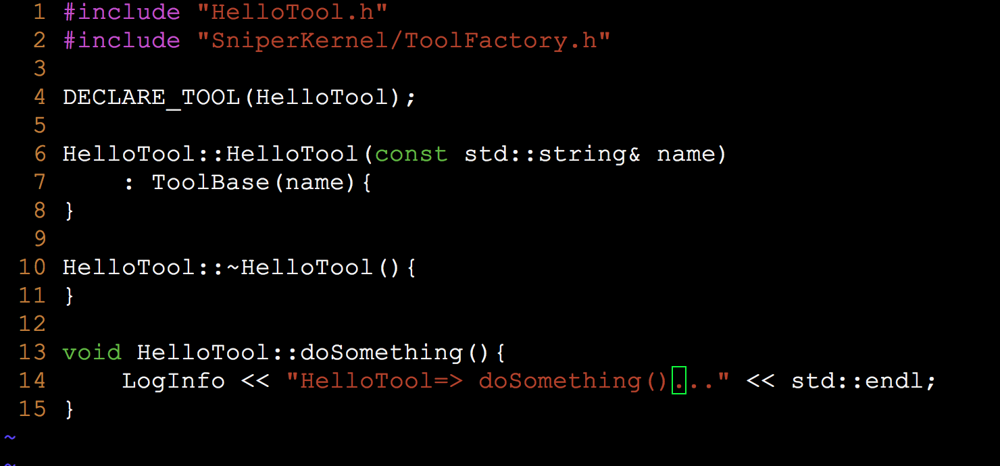 1 #include "HelloTool.h"
2 #include "SniperKernel/ToolFactory.h"
3
4 DECLARE_TOOL(HelloTool);
5
6 HelloTool::HelloTool(const std::string& name)
7     : ToolBase(name){
8 }
9
10 HelloTool::~HelloTool(){
11 }
12
13 void HelloTool::doSomething(){
14     LogInfo << "HelloTool=> doSomething()..." << std::endl;
15 }
~
~